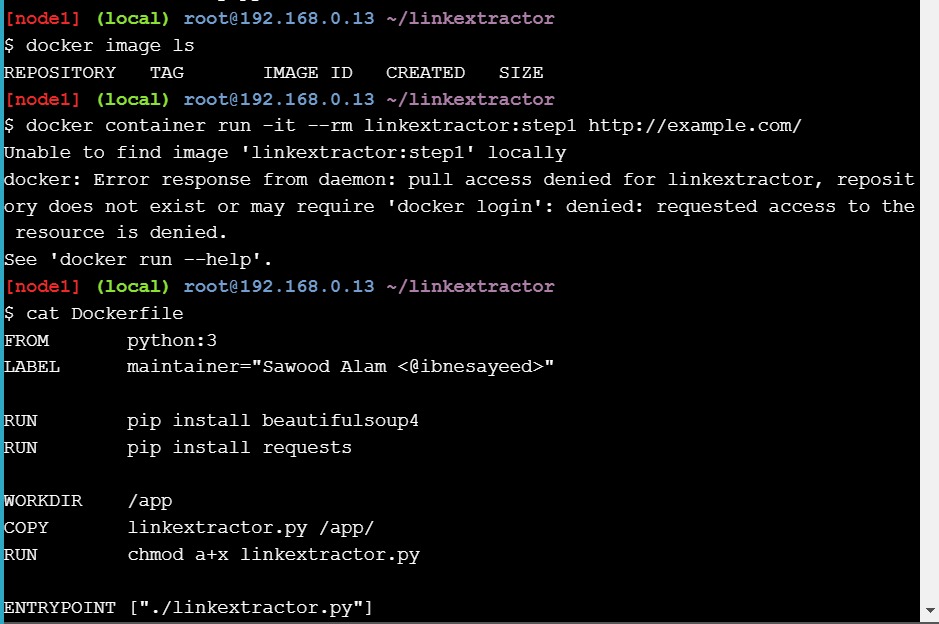 [node1] (local) root@192.168.0.13 ~/linkextractor
$ docker image ls
REPOSITORY   TAG       IMAGE ID   CREATED   SIZE
[node1] (local) root@192.168.0.13 ~/linkextractor
$ docker container run -it --rm linkextractor:step1 http://example.com/
Unable to find image 'linkextractor:step1' locally
docker: Error response from daemon: pull access denied for linkextractor, reposit
ory does not exist or may require 'docker login': denied: requested access to the
 resource is denied.
See 'docker run --help'.
[node1] (local) root@192.168.0.13 ~/linkextractor
$ cat Dockerfile
FROM       python:3
LABEL      maintainer="Sawood Alam <@ibnesayeed>"
RUN        pip install beautifulsoup4
RUN        pip install requests
WORKDIR    /app
COPY       linkextractor.py /app/
RUN        chmod a+x linkextractor.py
ENTRYPOINT ["./linkextractor.py"]